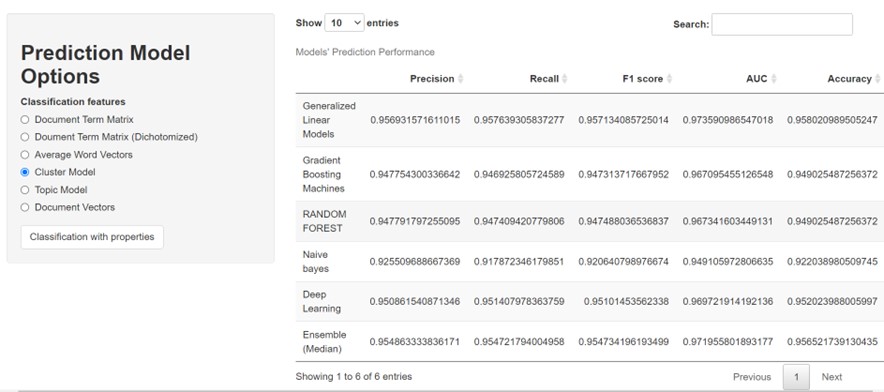 Prediction Model
Options
Classification features
Document Term Matrix
Doument Term Matrix (Dichotomized)
Average Word Vectors
Cluster Model
Topic Model
Document Vectors
Classification with properties
Show 10 entries
Search:
Models' Prediction Performance
Precision Recall F1 score AUC Accuracy
Generalized
Linear
Models
0.956931571611015 0.957639305837277 0.957134085725014 0.973590986547018 0.958020989505247
Gradient
Boosting
Machines
0.947754300336642 0.946925805724589 0.947313717667952 0.967095455126548 0.949025487256372
RANDOM
FOREST
0.947791797255095 0.947409420779806 0.947488036536837 0.967341603449131 0.949025487256372
Naive
bayes
0.925509688667369 0.917872346179851 0.920640798976674 0.949105972806635 0.922038980509745
Deep
Learning
0.950861540871346 0.951407978363759 0.95101453562338 0.969721914192136 0.952023988005997
Ensemble
(Median)
0.954863333836171 0.954721794004958 0.954734196193499 0.971955801893177 0.956521739130435
Showing 1 to 6 of 6 entries
Previous 1 Next